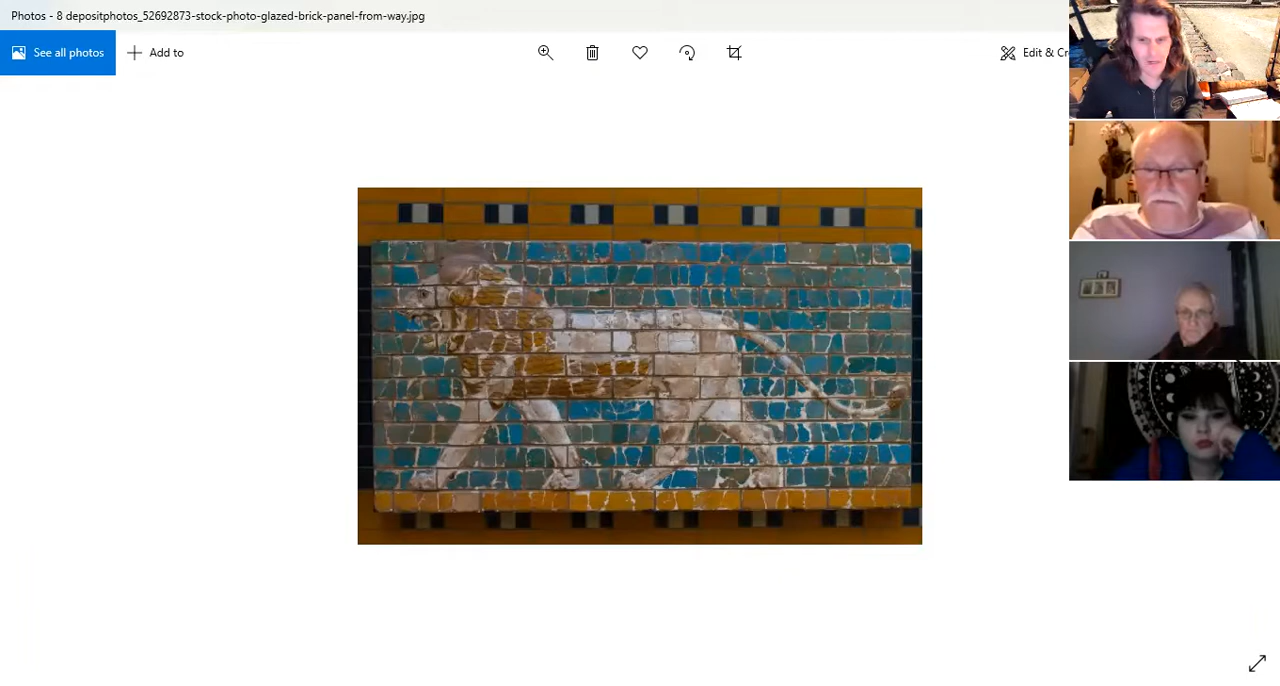 Photos - 8 depositphotos_52692873-stock-photo-glazed-brick-panel-from-way.jpg
See all photos
Add to
Edit & Cr